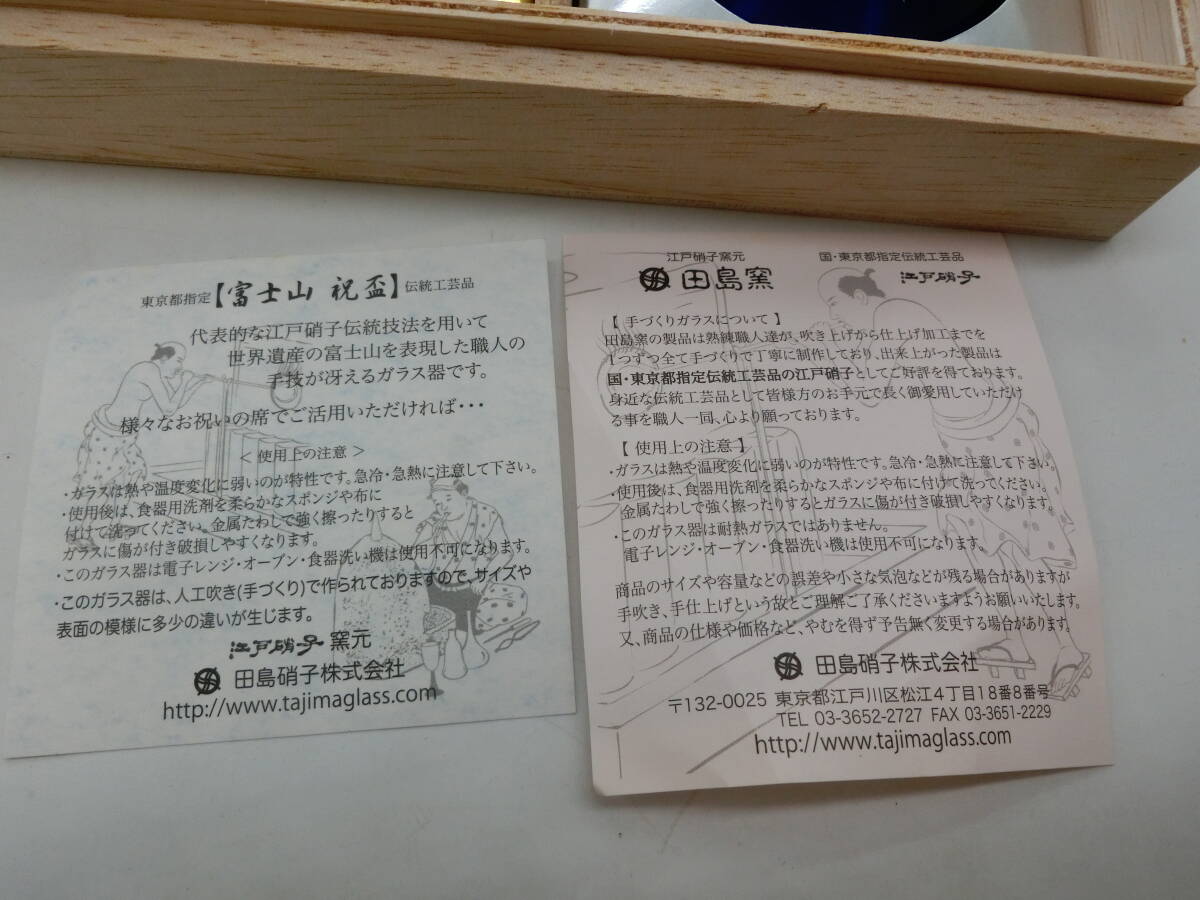 東京都指定【富士山 祝盃】伝統工芸品
代表的な江戸硝子伝統技法を用いて
世界遺産の富士山を表現した職人の
手技が冴えるガラス器です。
様々なお祝いの席でご活用いただければ・・・
＜ 使用上の注意 ＞
・ガラスは熱や温度変化に弱いのが特性です。急冷・急熱に注意して下さい。
・使用後は、食器用洗剤を柔らかなスポンジや布に
付けて洗ってください。金属たわしで強く擦ったりすると
ガラスに傷が付き破損しやすくなります。
・このガラス器は電子レンジ・オーブン・食器洗い機は使用不可になります。
・このガラス器は、人工吹き(手づくり)で作られておりますので、サイズや
表面の模様に多少の違いが生じます。
江戸硝子 窯元
田島硝子株式会社
http://www.tajimaglass.com
江戸硝子窯元
田島窯
国・東京都指定伝統工芸品
江戸硝子
【 手づくりガラスについて 】
田島窯の製品は熟練職人達が、吹き上げから仕上げ加工までを
1つずつ全て手づくりで丁寧に制作しており、出来上がった製品は
国・東京都指定伝統工芸品の江戸硝子としてご好評を得ております。
身近な伝統工芸品として皆様方のお手元で長く御愛用していただけ
る事を職人一同、心より願っております。
【 使用上の注意 】
・ガラスは熱や温度変化に弱いのが特性です。急冷・急熱に注意して下さい。
・使用後は、食器用洗剤を柔らかなスポンジや布に付けて洗ってください。
金属たわしで強く擦ったりするとガラスに傷が付き破損しやすくなります。
・このガラス器は耐熱ガラスではありません。
電子レンジ・オーブン・食器洗い機は使用不可になります。
商品のサイズや容量などの誤差や小さな気泡などが残る場合がありますが
手吹き、手仕上げという故とご理解ご了承くださいますようお願いいたします。
又、商品の仕様や価格など、やむを得ず予告無く変更する場合があります。
田島硝子株式会社
〒132-0025 東京都江戸川区松江4丁目18番8番号
TEL 03-3652-2727 FAX 03-3651-2229
http://www.tajimaglass.com